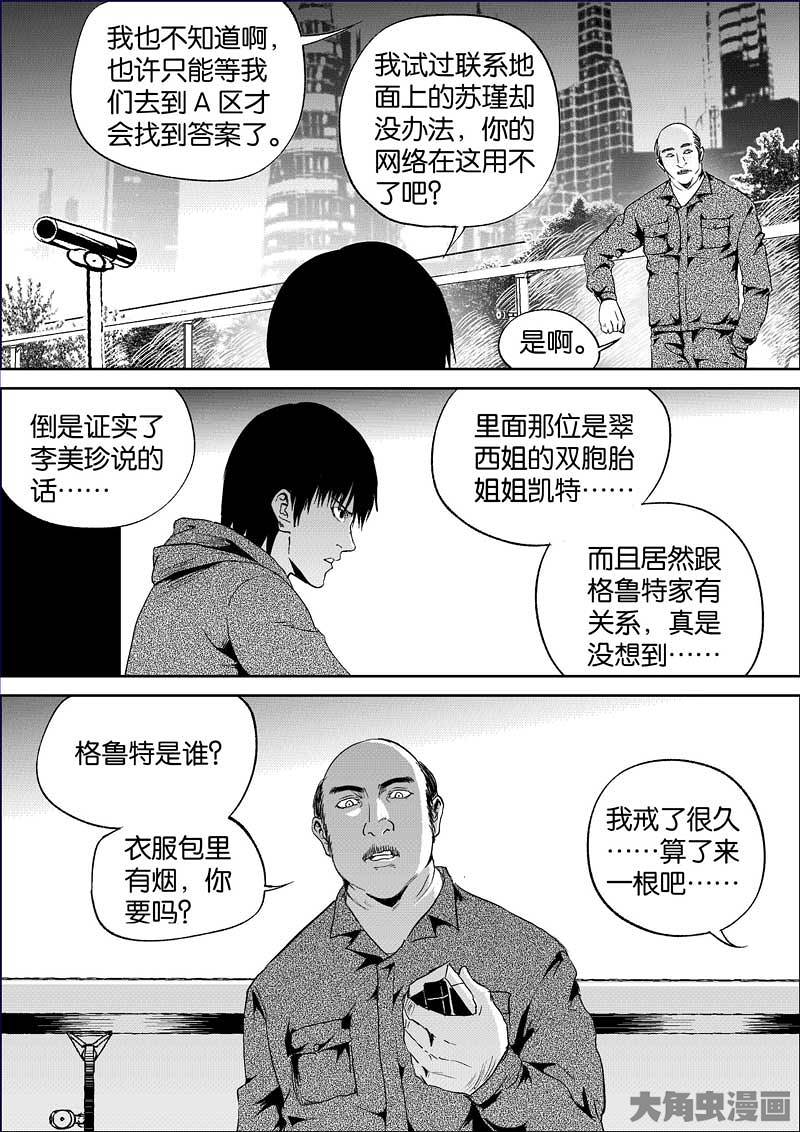 我也不知道啊，
也许只能等我
们去到A区才
会找到答案了。
我试过联系地
面上的苏瑾却
没办法，你的
网络在这用不
了吧？
是啊。
倒是证实了
李美珍说的
话……
里面那位是翠
西姐的双胞胎
姐姐凯特……
而且居然跟
格鲁特家有
关系，真是
没想到……
格鲁特是谁？
衣服包里
有烟，你
要吗？
我戒了很久
……算了来
一根吧……
大角虫漫画